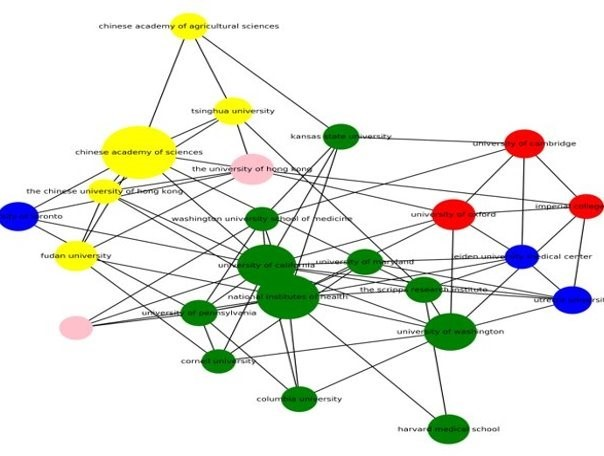 chinese academy of agricultural sciences
tsinghua university
kansas state university
university of cambridge
chinese academy of sciences
the university of hong kong
the chinese university of hong kong
imperial college
of toronto
washington university school of medicine
university of oxford
fudan university
university of california
university of maryland
eiden university medical center
national institutes of health
the scripps research institute
utrecht
university of pennsylvania
university of washington
cornell university
columbia university
harvard medical school